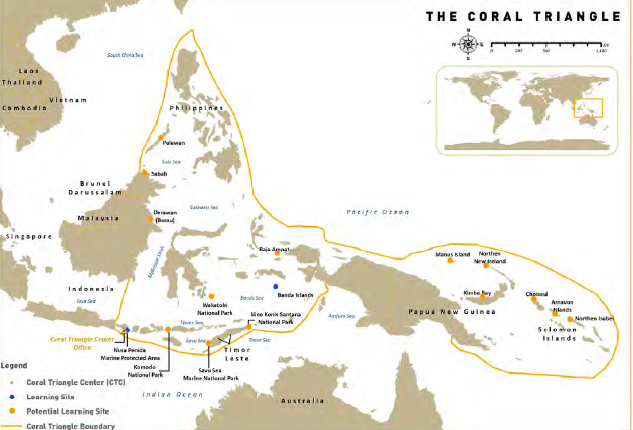 THE CORAL TRIANGLE
N
W
E
S
South China Sea
Laos
Thailand
Vietnam
Cambodia
Philippines
Palawan
Sulu Sea
Sabah
Brunei
Darussalam
Sulawesi Sea
Derawan
(Berau)
Malaysia
Pacific Ocean
Singapore
Makassar Strait
Raja Ampat
Manus Island
Northen
New Ireland
Indonesia
Java Sea
Wakatobi
National Park
Banda Sea
Banda Islands
Kimbe Bay
Choiseul
Arnavon
Islands
Northen Isabel
Papua New Guinea
Solomon
Islands
Nino Konis Santana
National Park
Arafura Sea
Flores Sea
Coral Triangle Center
Office
Nusa Penida
Marine Protected Area
Komodo
National Park
Savu Sea
Timor Sea
Timor
Leste
Savu Sea
Marine National Park
Indian Ocean
Australia
Legend
Coral Triangle Center (CTC)
Learning Site
Potential Learning Site
Coral Triangle Boundary